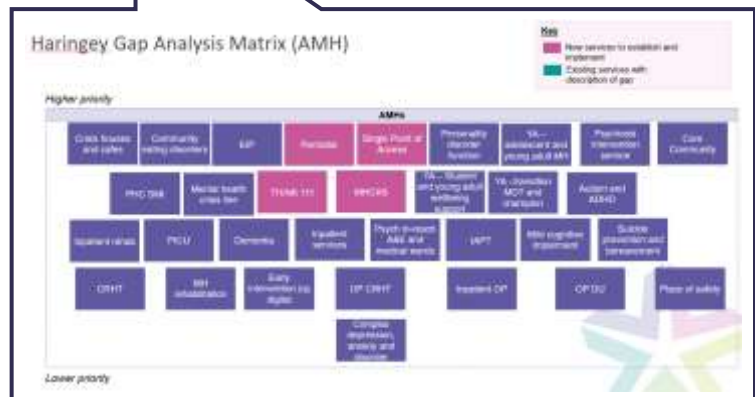 Haringey Gap Analysis Matrix (AMH)
Key
New services to establish and
implement
Existing services with
description of gap
Higher priority
AMHs
Crisis houses
and cafes
Community
eating disorders
EIP
Perinatal
Single Point of
Access
Personality
disorder
function
YA –
adolescent and
young adult MH
Psychosis
intervention
service
Core
Community
PHC SMI
Mental health
crisis line
THINK 111
MHCAS
YA – Student
and young adult
wellbeing
support
YA -transition
MDT and
champion
Autism and
ADHD
Inpatient rehab
PICU
Dementia
Inpatient
services
Psych in-reach
A&E and
medical wards
IAPT
Mild cognitive
impairment
Suicide
prevention and
bereavement
CRHT
MH
rehabilitation
Early
intervention
digital
OP CRHT
Inpatient OP
OP DU
Place of safety
Complex
depression,
anxiety and
disorder
Lower priority